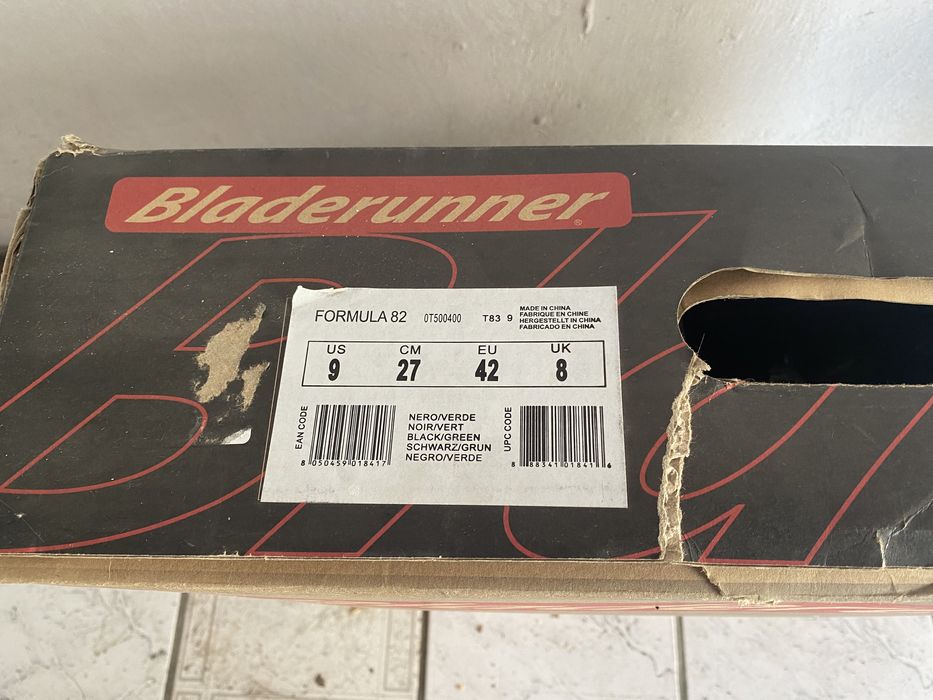 Bladerunner®
FORMULA 82 0T500400 T83 9
MADE IN CHINA
FABRIQUE EN CHINE
HERGESTELLT IN CHINA
FABRICADO EN CHINA
US CM EU UK
9 27 42 8
EAN CODE
8 050459 018417
NERO/VERDE
NOIR/VERT
BLACK/GREEN
SCHWARZ/GRUN
NEGRO/VERDE
UPC CODE
8 88341 01841 6